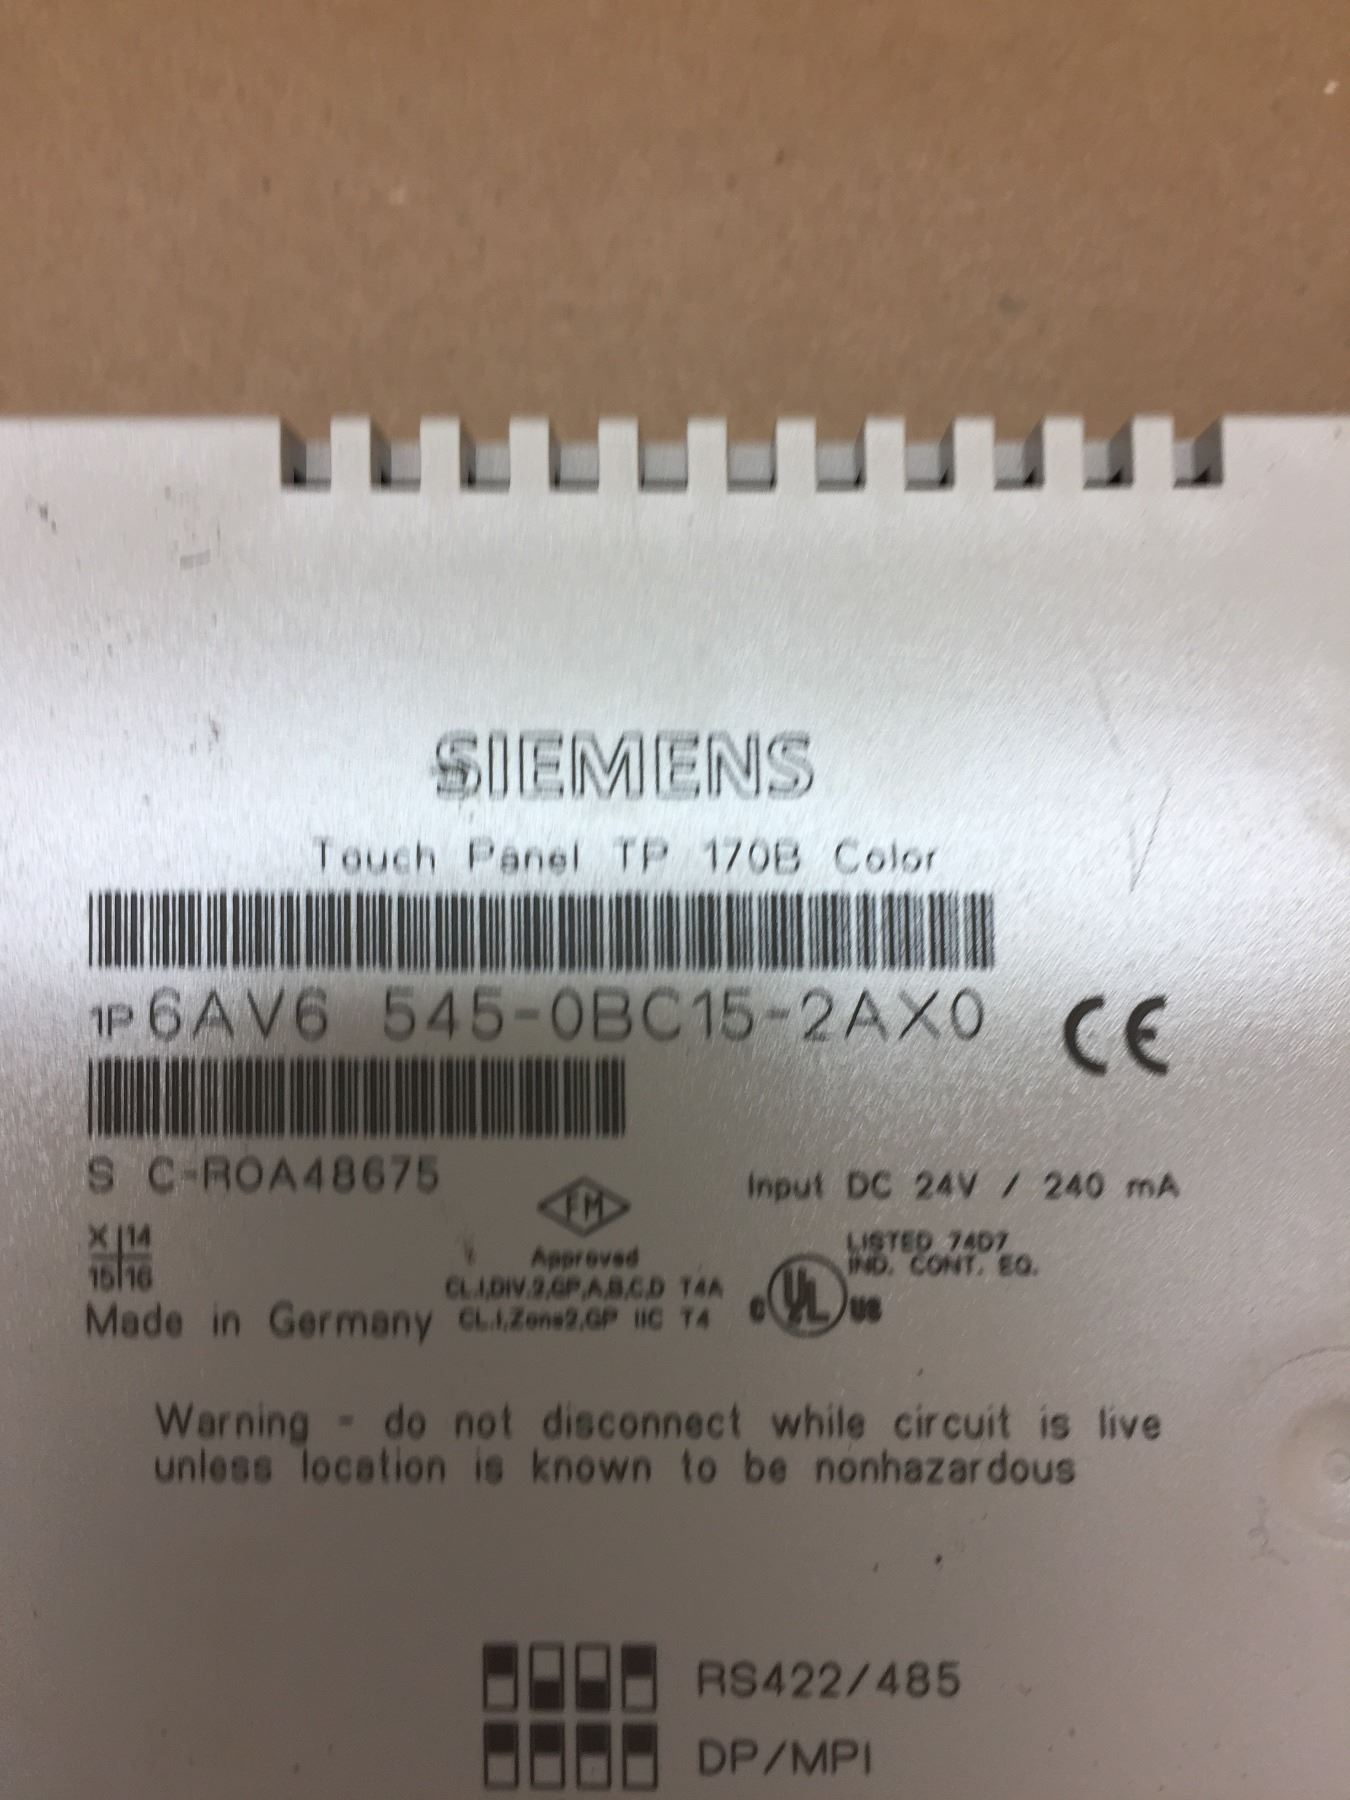 SIEMENS
Touch Panel TP 170B Color
1P 6AV6 545-0BC15-2AX0
CE
S C-R0A48675
FM
Input DC 24V / 240 mA
X 14
15 16
Approved
LISTED 74D7
IND. CONT. EQ.
CL.I,DIV.2,GP,A,B,C,D T4A
CL.I,Zone2,GP IIC T4
C UL US
Made in Germany
Warning - do not disconnect while circuit is live
unless location is known to be nonhazardous
RS422/485
DP/MPI